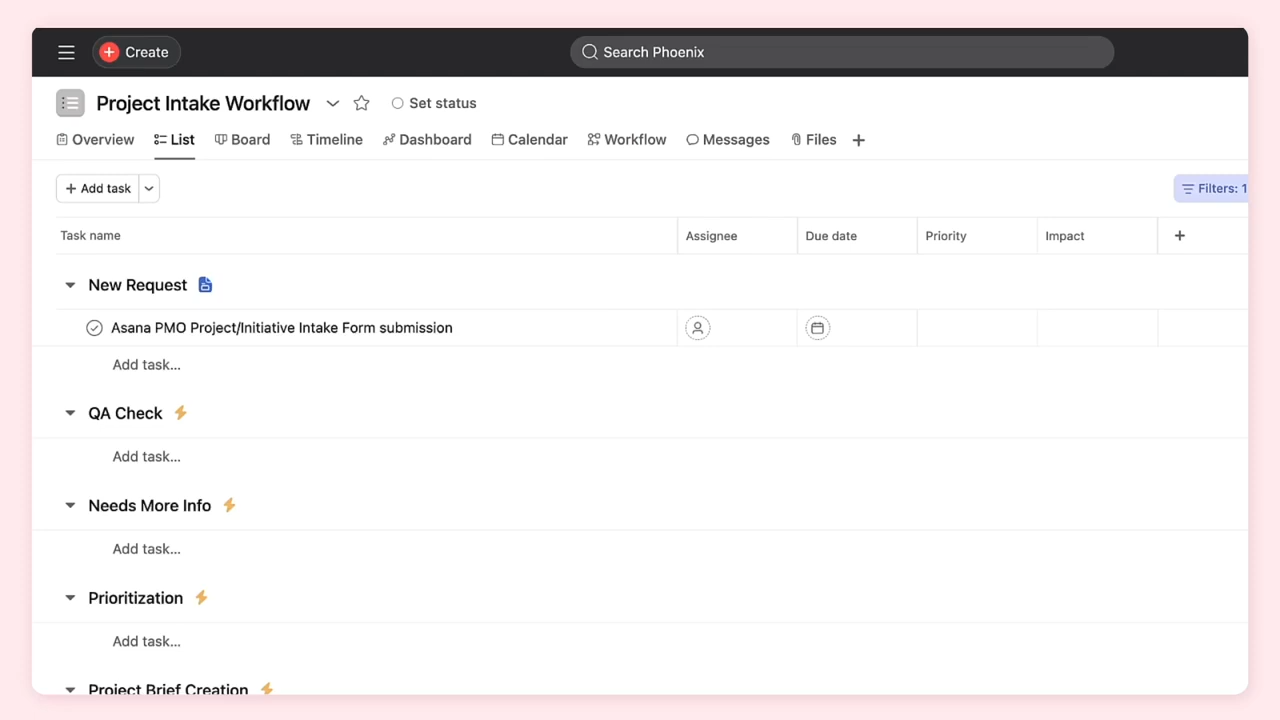 Create
Search Phoenix
Project Intake Workflow
Set status
Overview List Board Timeline Dashboard Calendar Workflow Messages Files
Add task
Filters: 1
Task name Assignee Due date Priority Impact
New Request
Asana PMO Project/Initiative Intake Form submission
Add task...
QA Check
Add task...
Needs More Info
Add task...
Prioritization
Add task...
Project Brief Creation